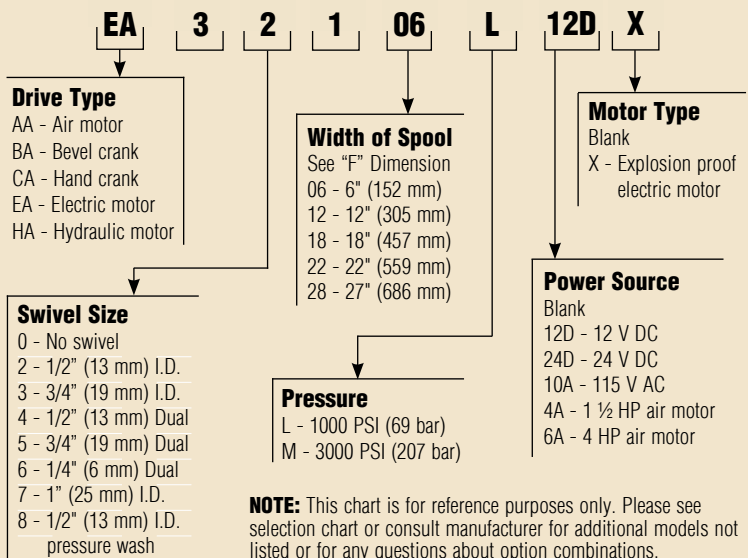 EA 3 2 1 06 L 12D X
Drive Type
AA - Air motor
BA - Bevel crank
CA - Hand crank
EA - Electric motor
HA - Hydraulic motor
Swivel Size
0 - No swivel
2 - 1/2" (13 mm) I.D.
3 - 3/4" (19 mm) I.D.
4 - 1/2" (13 mm) Dual
5 - 3/4" (19 mm) Dual
6 - 1/4" (6 mm) Dual
7 - 1" (25 mm) I.D.
8 - 1/2" (13 mm) I.D.
pressure wash
Width of Spool
See “F” Dimension
06 - 6" (152 mm)
12 - 12" (305 mm)
18 - 18" (457 mm)
22 - 22" (559 mm)
28 - 27" (686 mm)
Pressure
L - 1000 PSI (69 bar)
M - 3000 PSI (207 bar)
Motor Type
Blank
X - Explosion proof
electric motor
Power Source
Blank
12D - 12 V DC
24D - 24 V DC
10A - 115 V AC
4A - 1 ½ HP air motor
6A - 4 HP air motor
NOTE: This chart is for reference purposes only. Please see
selection chart or consult manufacturer for additional models not
listed or for any questions about option combinations.